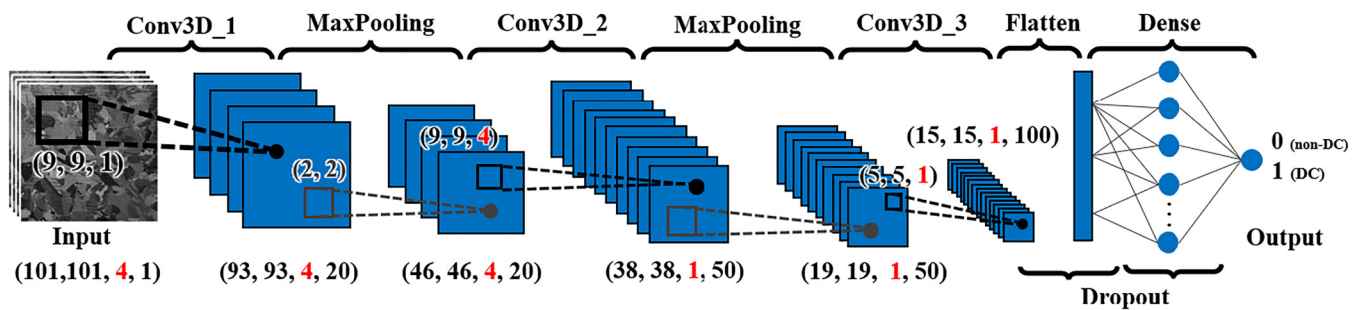 Conv3D_1 MaxPooling Conv3D_2 MaxPooling Conv3D_3 Flatten Dense
(9, 9, 1)
(2, 2)
(9, 9, 4)
(5, 5, 1)
(15, 15, 1, 100)
0 (non-DC)
1 (DC)
Input
Output
(101,101, 4, 1) (93, 93, 4, 20) (46, 46, 4, 20) (38, 38, 1, 50) (19, 19, 1, 50)
Dropout